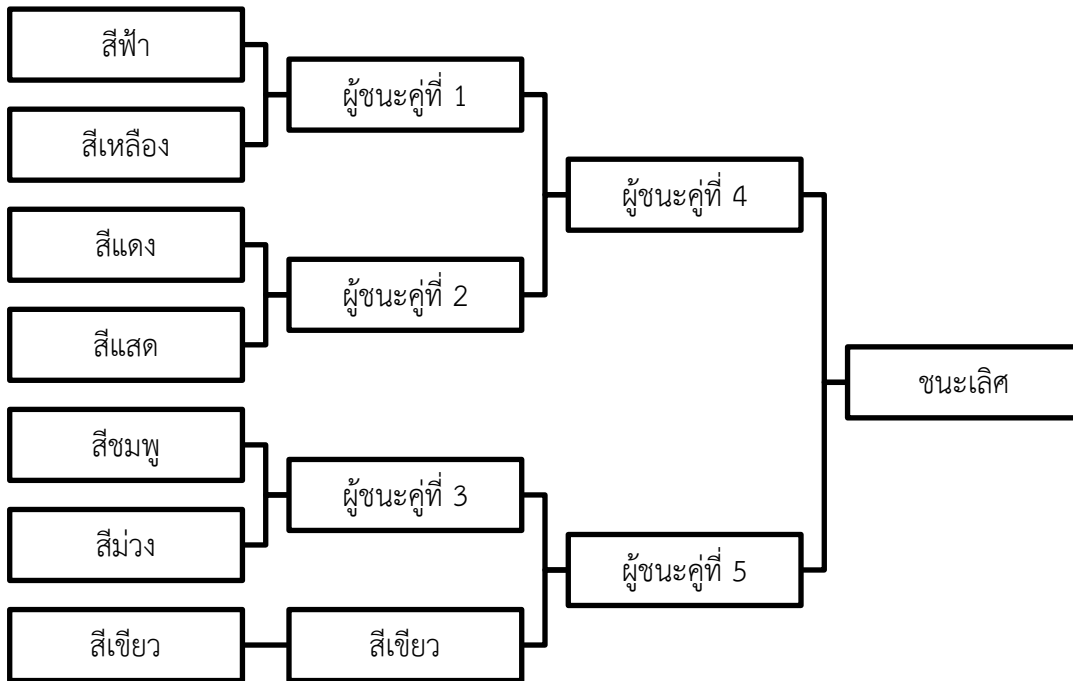 สีฟ้า
สีเหลือง
สีแดง
สีแสด
สีชมพู
สีม่วง
สีเขียว
ผู้ชนะคู่ที่ 1
ผู้ชนะคู่ที่ 2
ผู้ชนะคู่ที่ 3
สีเขียว
ผู้ชนะคู่ที่ 4
ผู้ชนะคู่ที่ 5
ชนะเลิศ